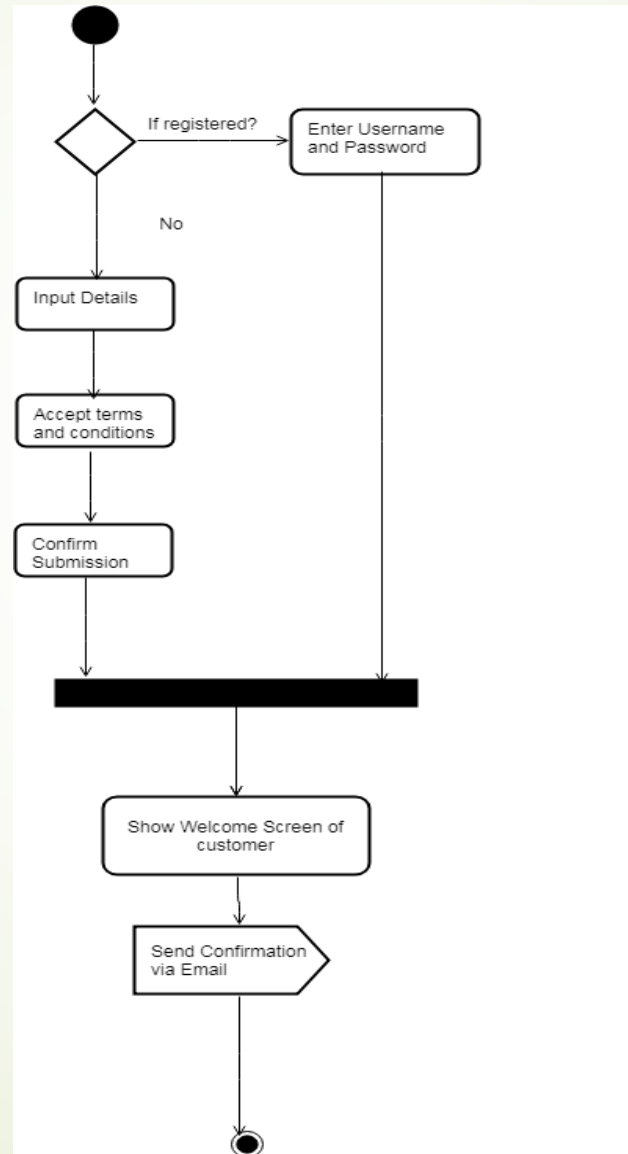 If registered?
Enter Username
and Password
No
Input Details
Accept terms
and conditions
Confirm
Submission
Show Welcome Screen of
customer
Send Confirmation
via Email